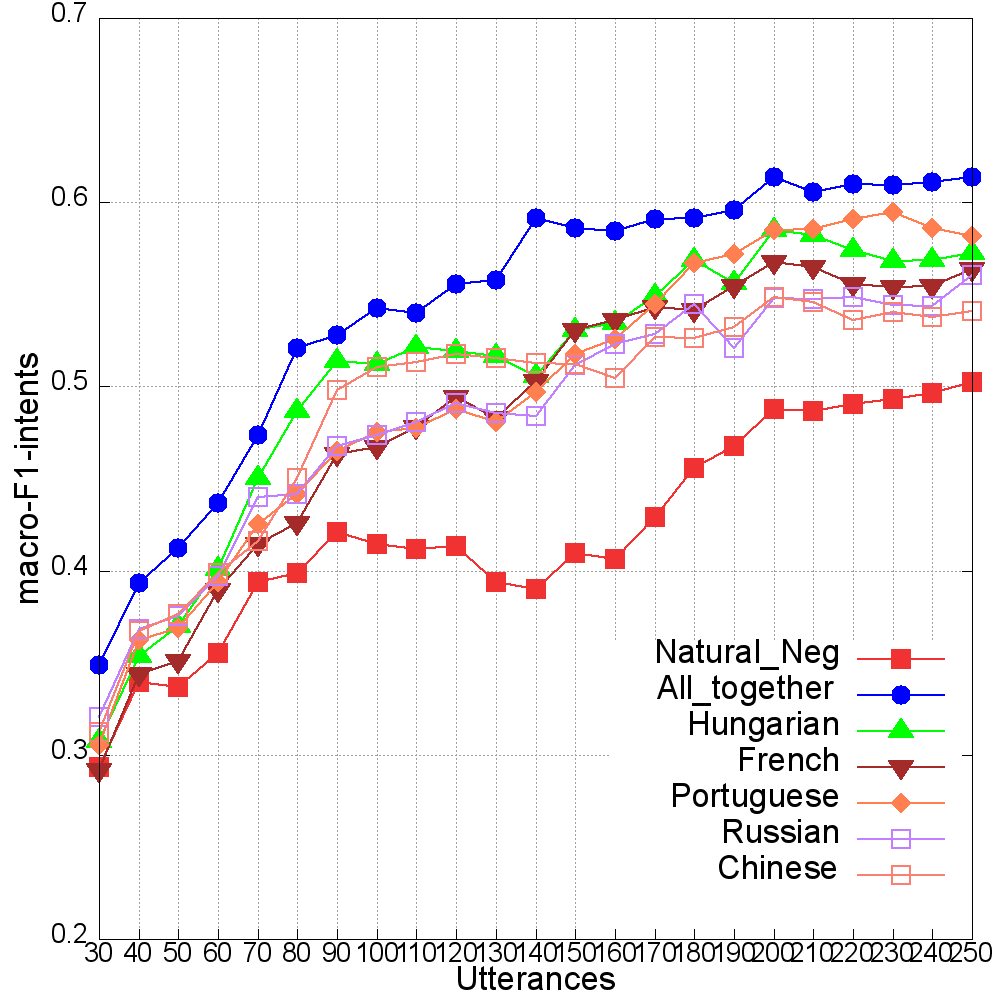 0.7
0.6
0.5
0.4
0.3
0.2
macro-F1-intents
Natural_Neg
All_together
Hungarian
French
Portuguese
Russian
Chinese
30 40 50 60 70 80 90 100 110 120 130 140 150 160 170 180 190 200 210 220 230 240 250
Utterances